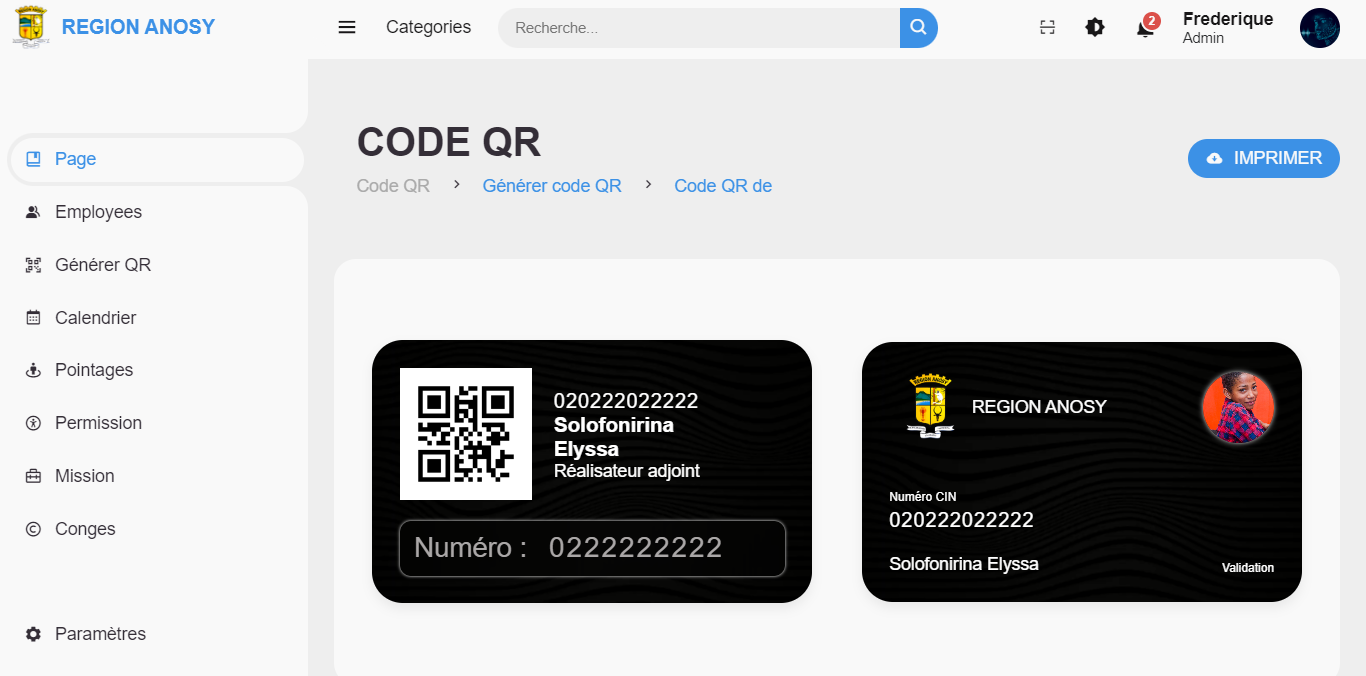 REGION ANOSY
Categories
Recherche...
2
Frederique
Admin
Page
Employees
Générer QR
Calendrier
Pointages
Permission
Mission
Conges
Paramètres
CODE QR
Code QR > Générer code QR > Code QR de
IMPRIMER
020222022222
Solofonirina
Elyssa
Réalisateur adjoint
Numéro : 0222222222
REGION ANOSY
REGION ANOSY
Numéro CIN
020222022222
Solofonirina Elyssa
Validation